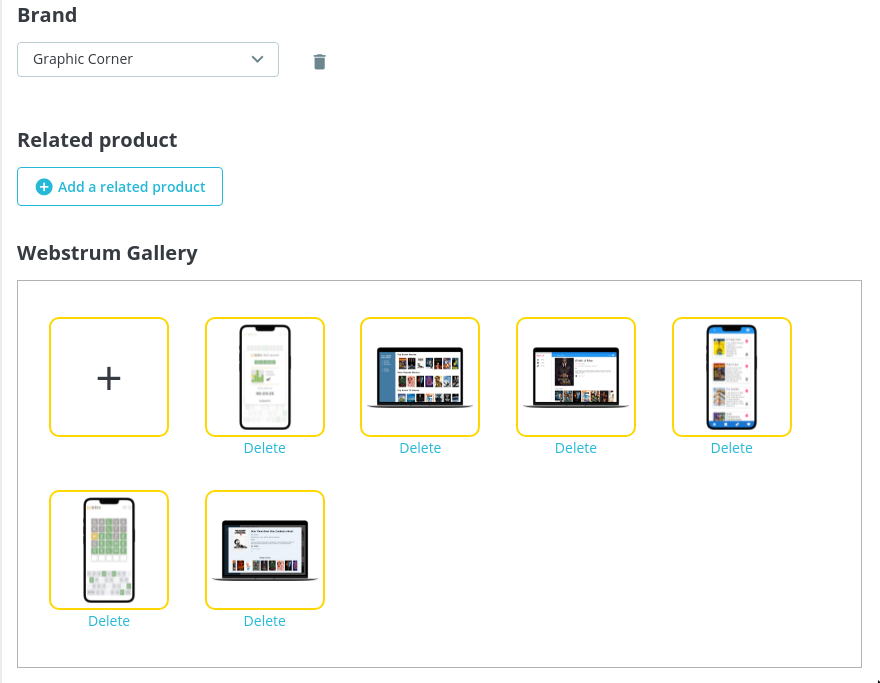 Brand
Graphic Corner
Related product
Add a related product
Webstrum Gallery
Delete
Delete
Delete
Delete
Delete
Delete